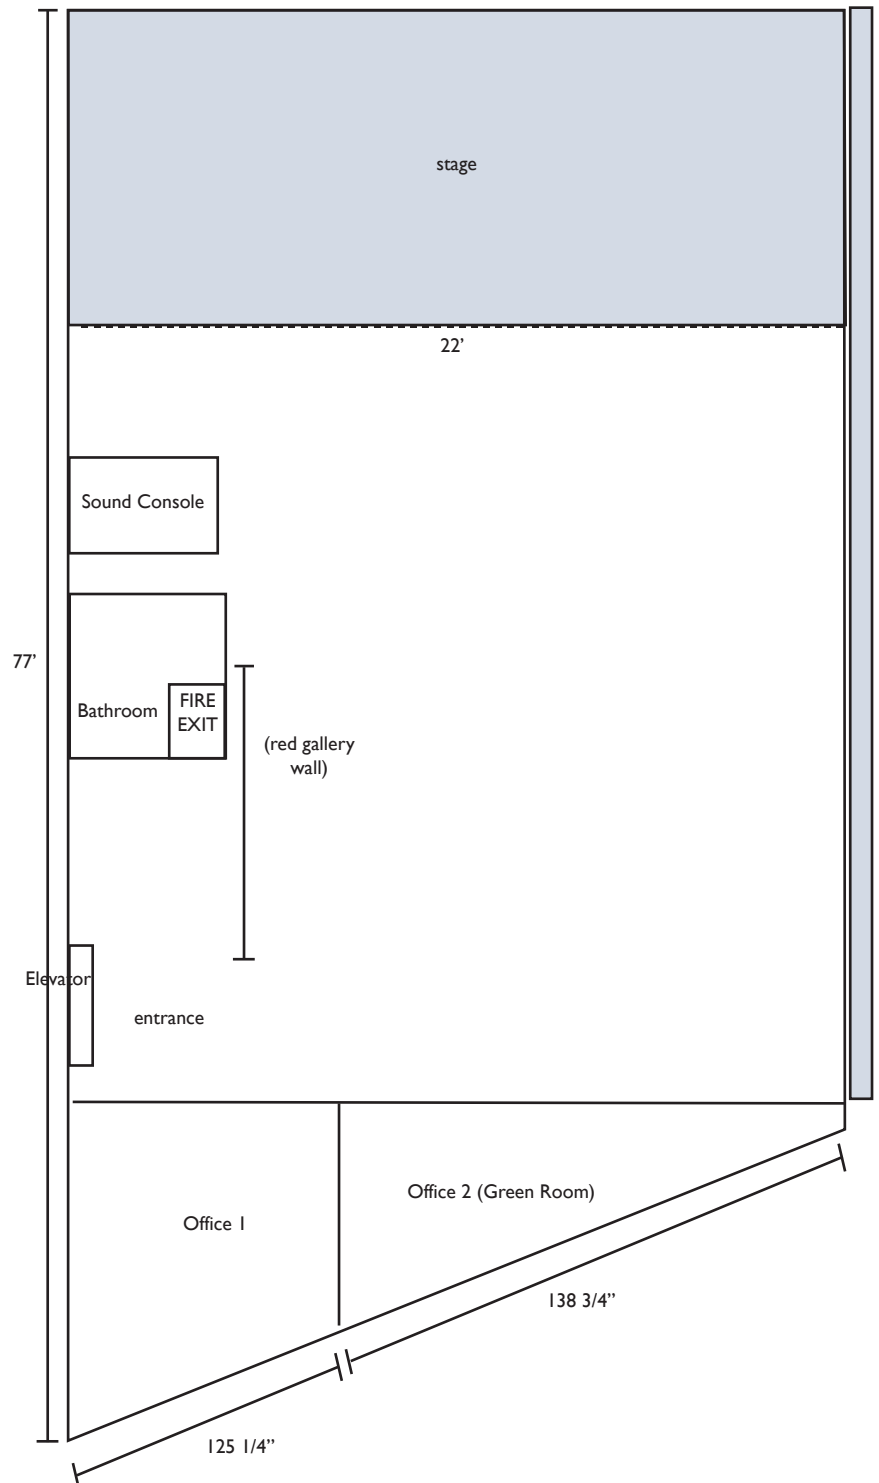 stage
22’
Sound Console
77’
Bathroom
FIRE
EXIT
(red gallery
wall)
Elevator
entrance
Office 2 (Green Room)
Office 1
138 3/4”
125 1/4”